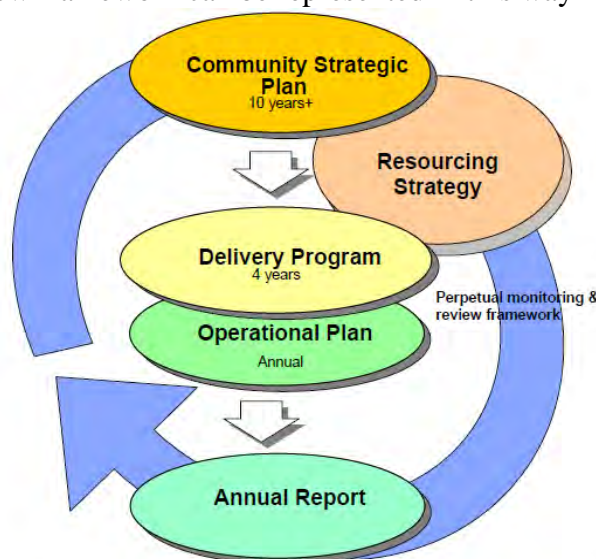 Community Strategic
Plan
10 years+
Resourcing
Strategy
Delivery Program
4 years
Perpetual monitoring &
review framework
Operational Plan
Annual
Annual Report